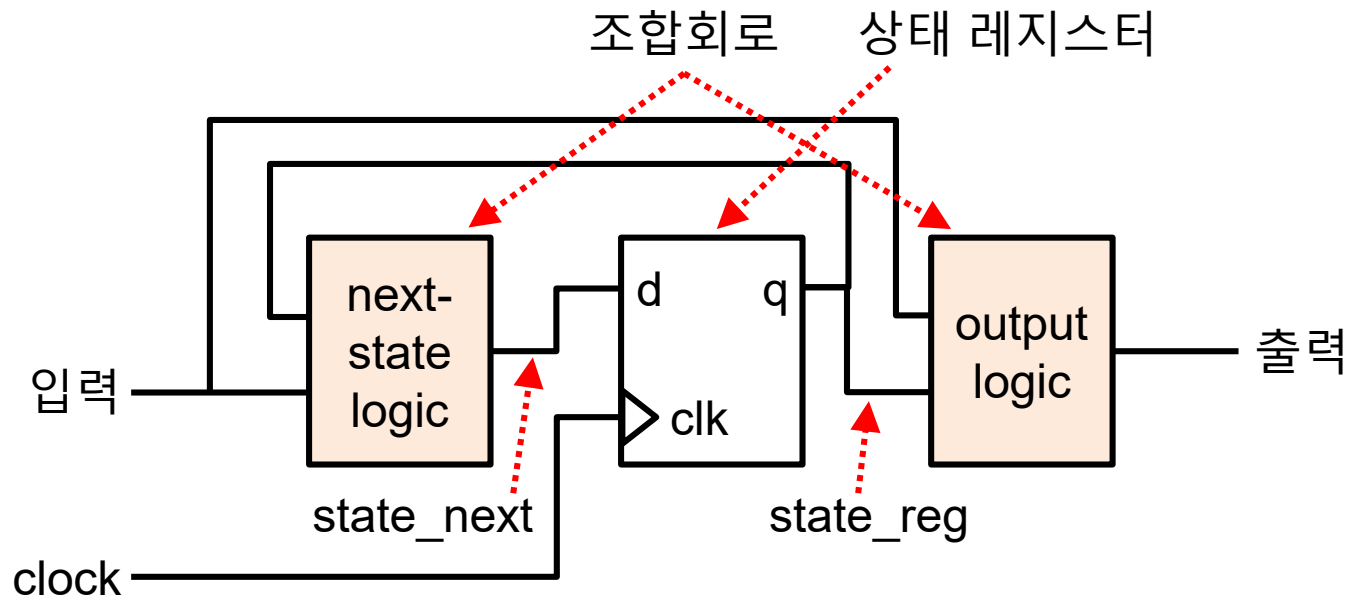 조합회로
상태 레지스터
next-
state
logic
d
q
clk
output
logic
입력
출력
state_next
state_reg
clock